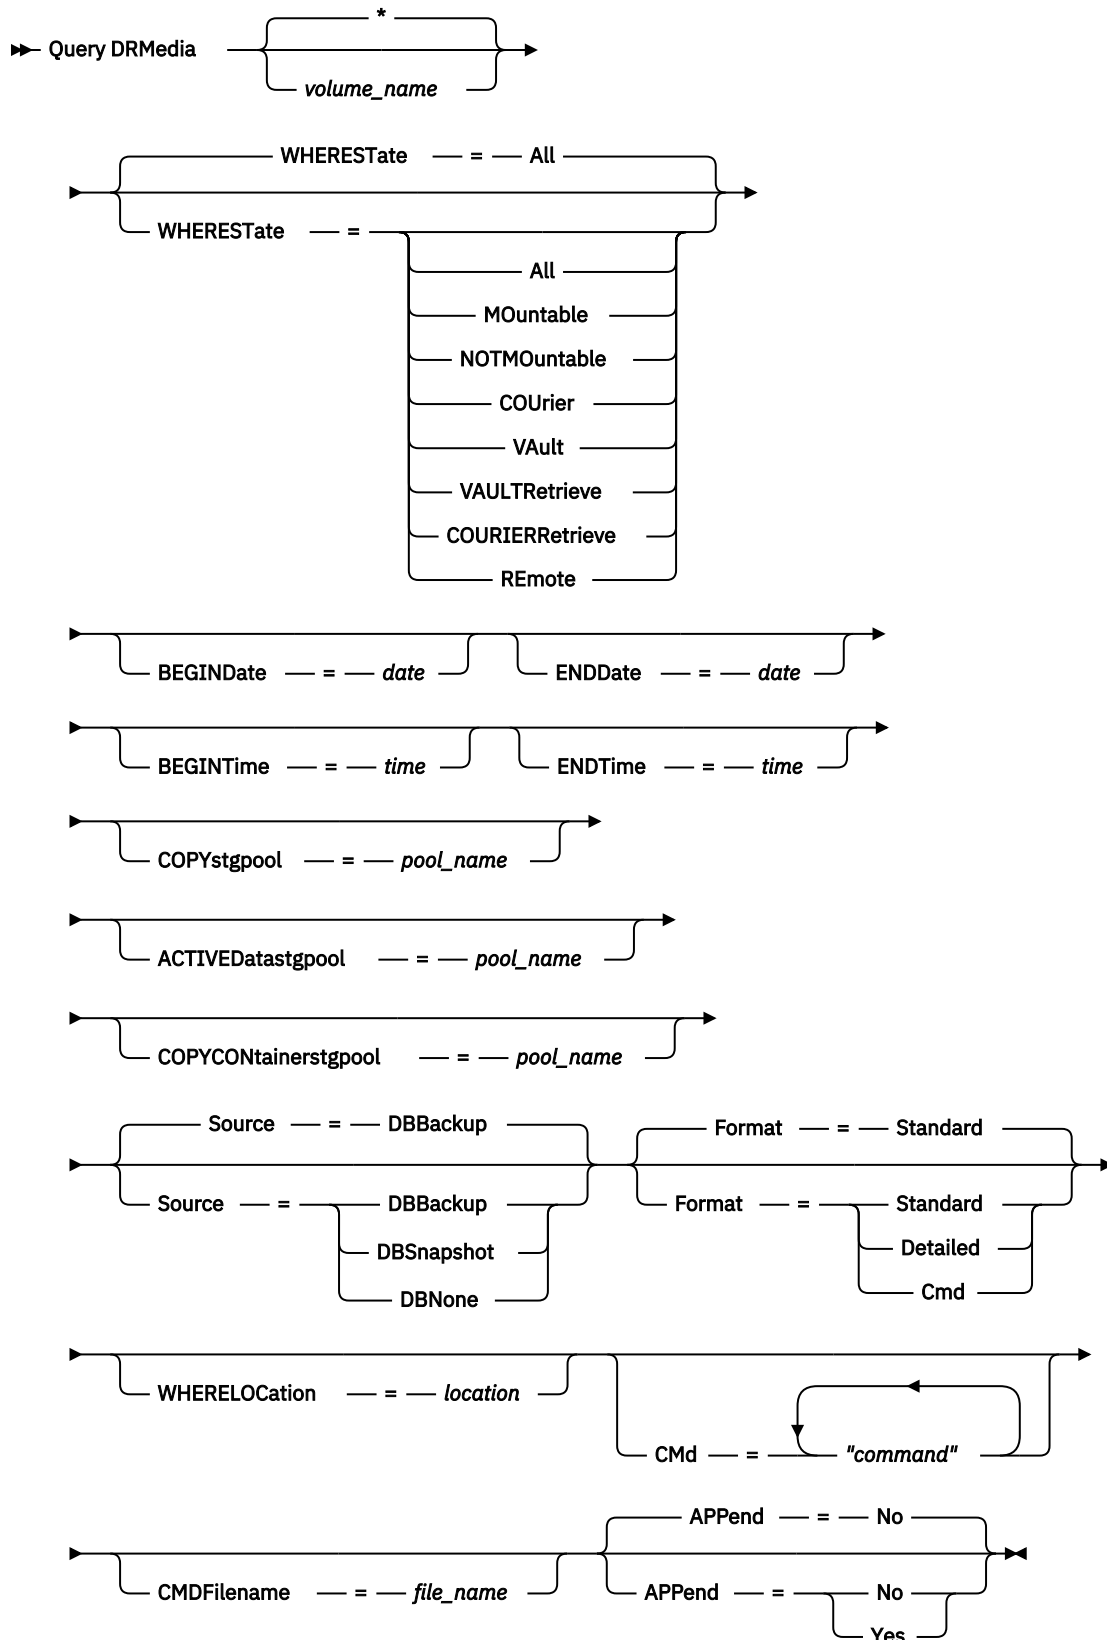 *
Query DRMedia
volume_name
WHERESTate = All
WHERESTate =
All
MOuntable
NOTMOuntable
COUrier
VAult
VAULTRetrieve
COURIERRetrieve
REmote
BEGINDate = date ENDDate = date
BEGINTime = time ENDTime = time
COPYstgpool = pool_name
ACTIVEDatastgpool = pool_name
COPYCONtainerstgpool = pool_name
Source = DBBackup Format = Standard
Source = DBBackup Format = Standard
DBSnapshot Detailed
DBNone Cmd
WHERELOCation = location
CMd = "command"
APPend = No
CMDFilename = file_name APPend = No
Yes